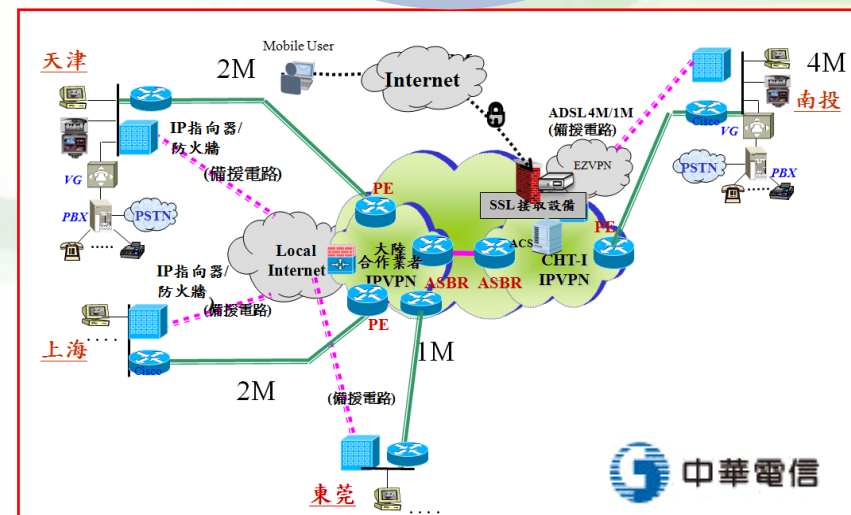 天津
2M
Mobile User
Internet
4M
南投
ADSL 4M/1M
(備援電路)
Cisco
VG
EZVPN
PSTN
PBX
IP指向器/
防火牆
(備援電路)
VG
PBX
PSTN
PE
SSL 接取設備
PE
Local
Internet
大陸
合作業者
IPVPN
ACS
CHT-I
IPVPN
ASBR
ASBR
IP指向器/
防火牆
(備援電路)
PE
上海
Cisco
2M
1M
(備援電路)
東莞
中華電信